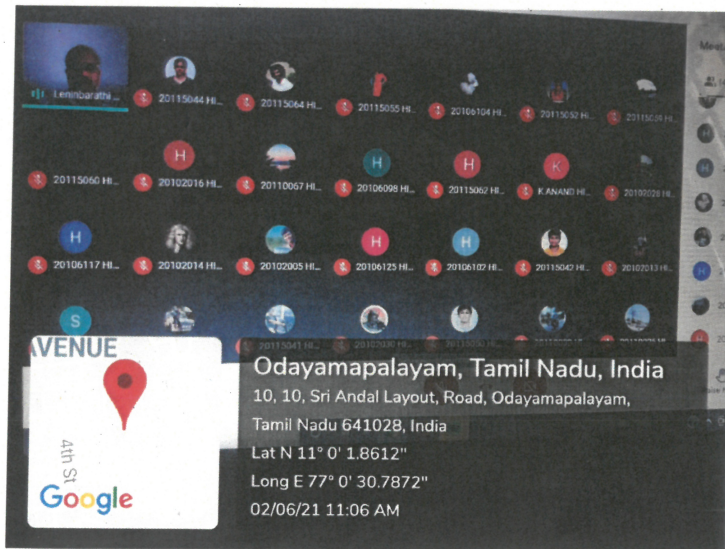 Meet
Leninbarathi ...
20115044 HI...
20115064 HI...
20115055 HI...
20106104 HI...
20115052 HI...
20115060 HI...
H
20102016 HI...
20110067 HI...
H
20106098 HI...
H
20115062 HI...
K
K ANAND HI...
H
20106117 HI...
20102014 HI...
20102005 HI...
H
20106125 HI...
H
20106102 HI...
20115042 HI...
20102013 HI...
S
20115041 HI...
AVENUE
4th St
Google
Odayamapalayam, Tamil Nadu, India
10, 10, Sri Andal Layout, Road, Odayamapalayam,
Tamil Nadu 641028, India
Lat N 11° 0' 1.8612"
Long E 77° 0' 30.7872"
02/06/21 11:06 AM